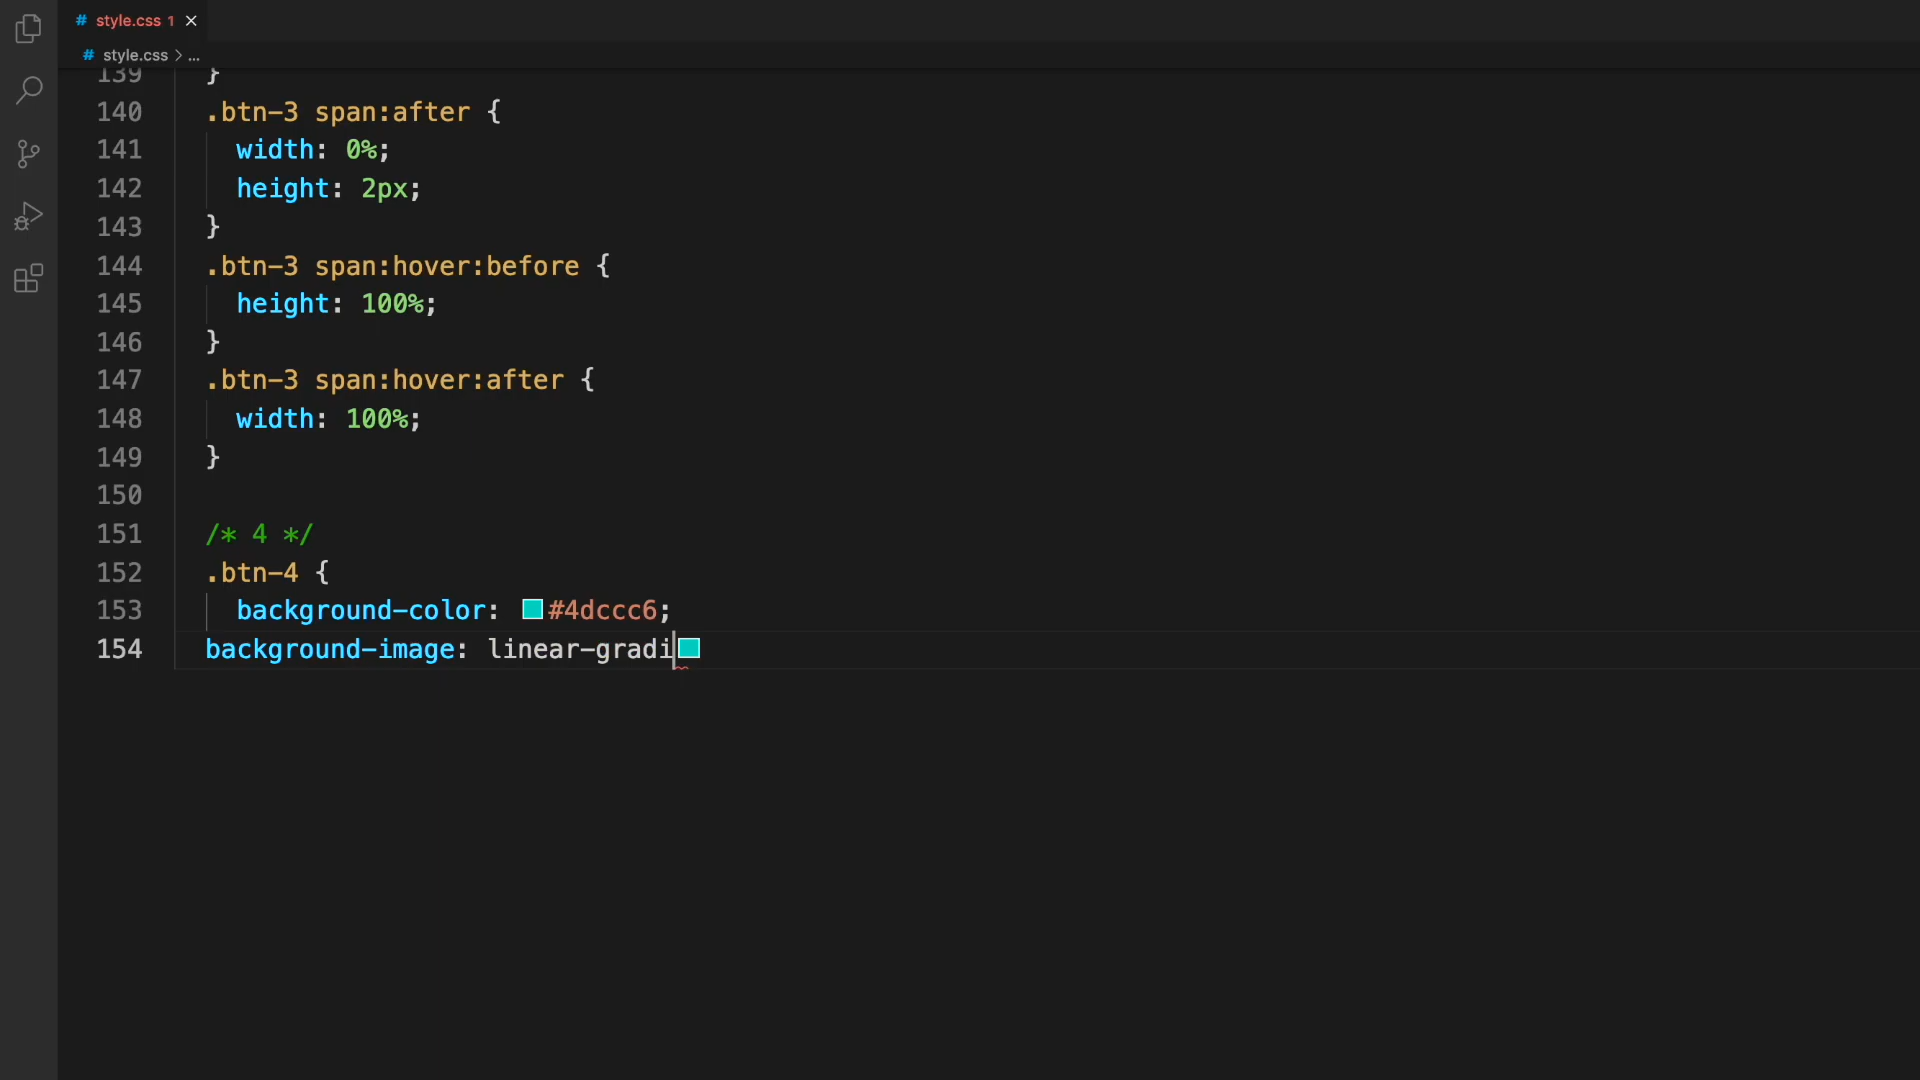 # style.css 1 ×
# style.css > ...
139 }
140 .btn-3 span:after {
141 width: 0%;
142 height: 2px;
143 }
144 .btn-3 span:hover:before {
145 height: 100%;
146 }
147 .btn-3 span:hover:after {
148 width: 100%;
149 }
150
151 /* 4 */
152 .btn-4 {
153 background-color: #4dccc6;
154 background-image: linear-gradi